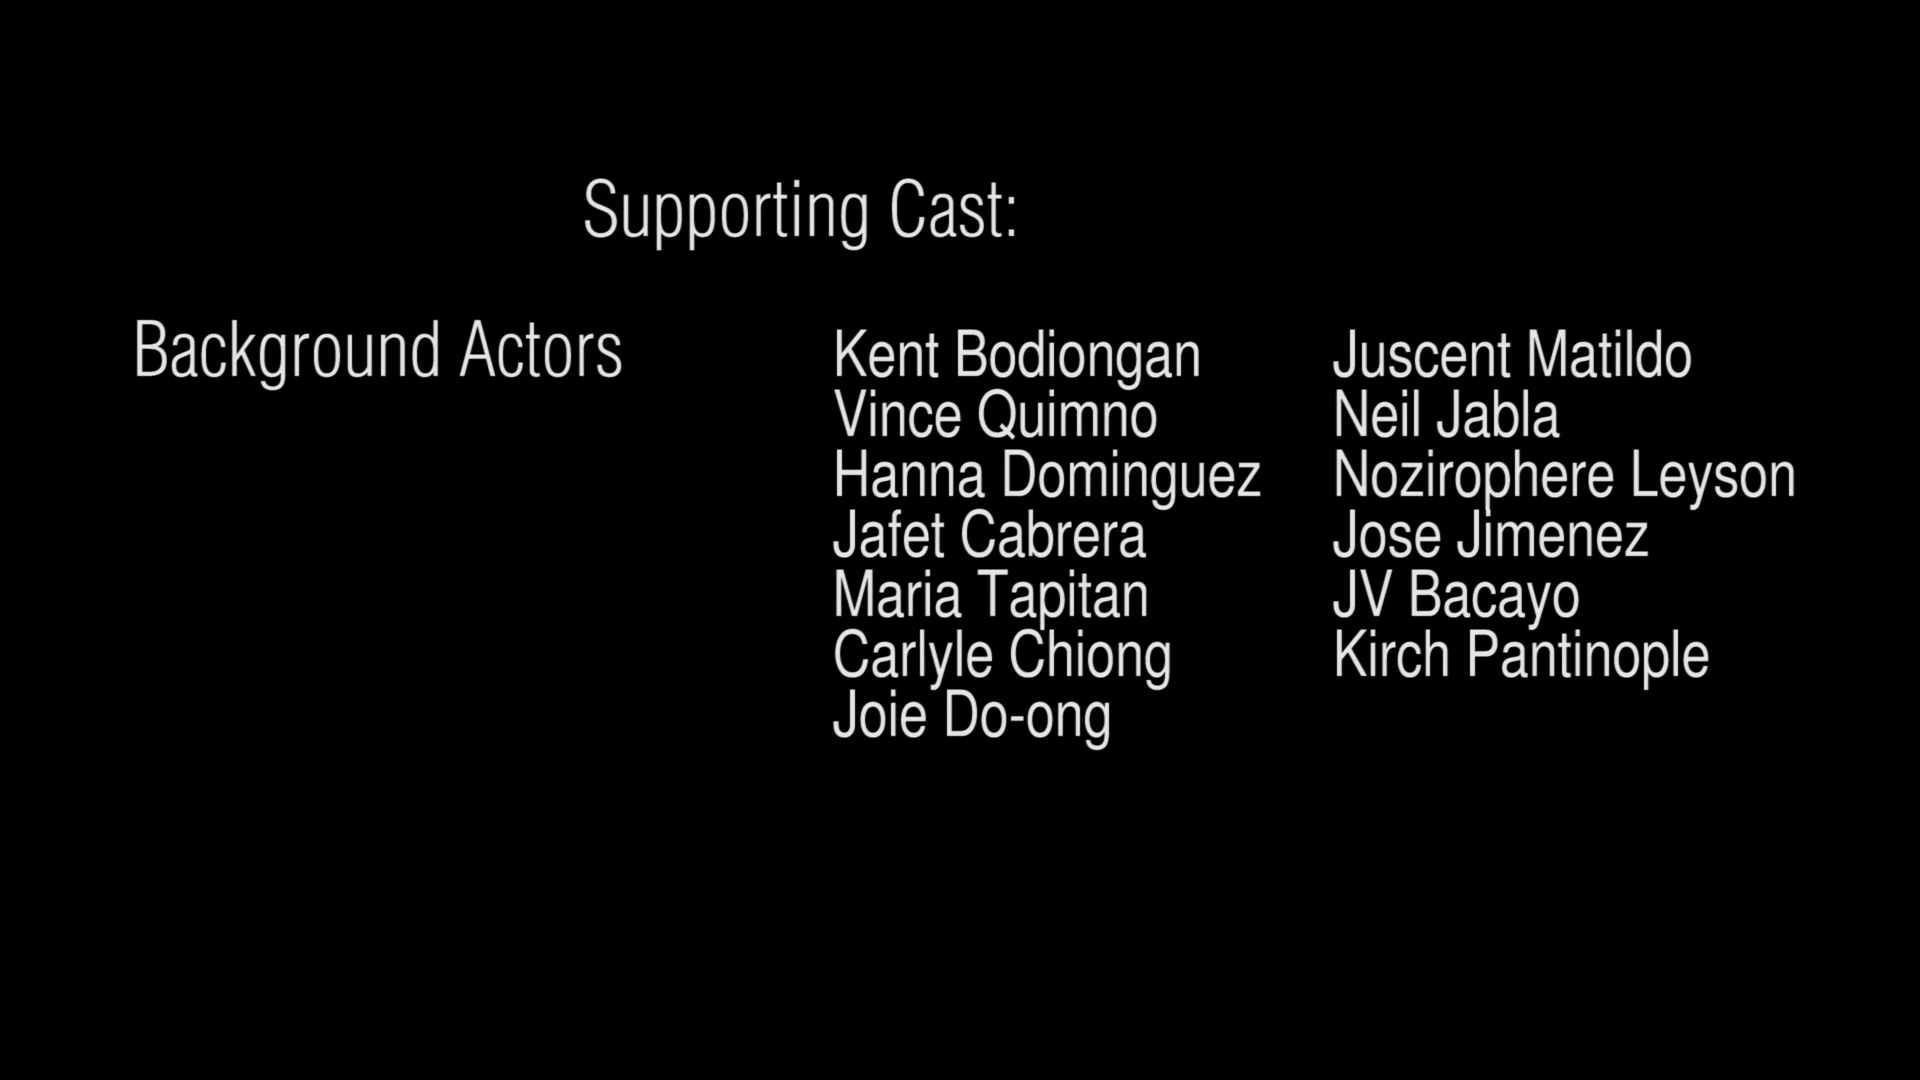 Supporting Cast:
Background Actors
Kent Bodiongan
Vince Quimno
Hanna Dominguez
Jafet Cabrera
Maria Tapitan
Carlyle Chiong
Joie Do-ong
Juscent Matildo
Neil Jabla
Nozirophere Leyson
Jose Jimenez
JV Bacayo
Kirch Pantinople